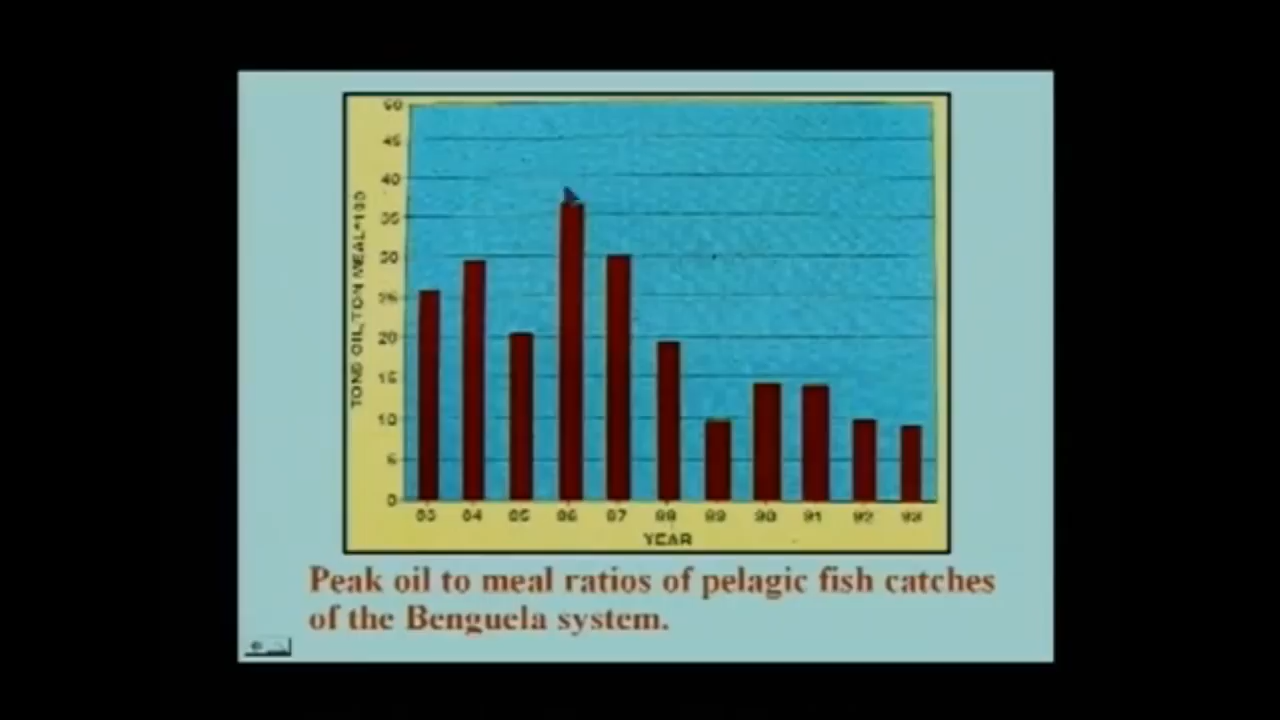 50
45
40
35
30
25
20
15
10
5
0
TONS OIL/TON MEAL*100
83 84 85 86 87 88 89 90 91 92 93
YEAR
Peak oil to meal ratios of pelagic fish catches
of the Benguela system.